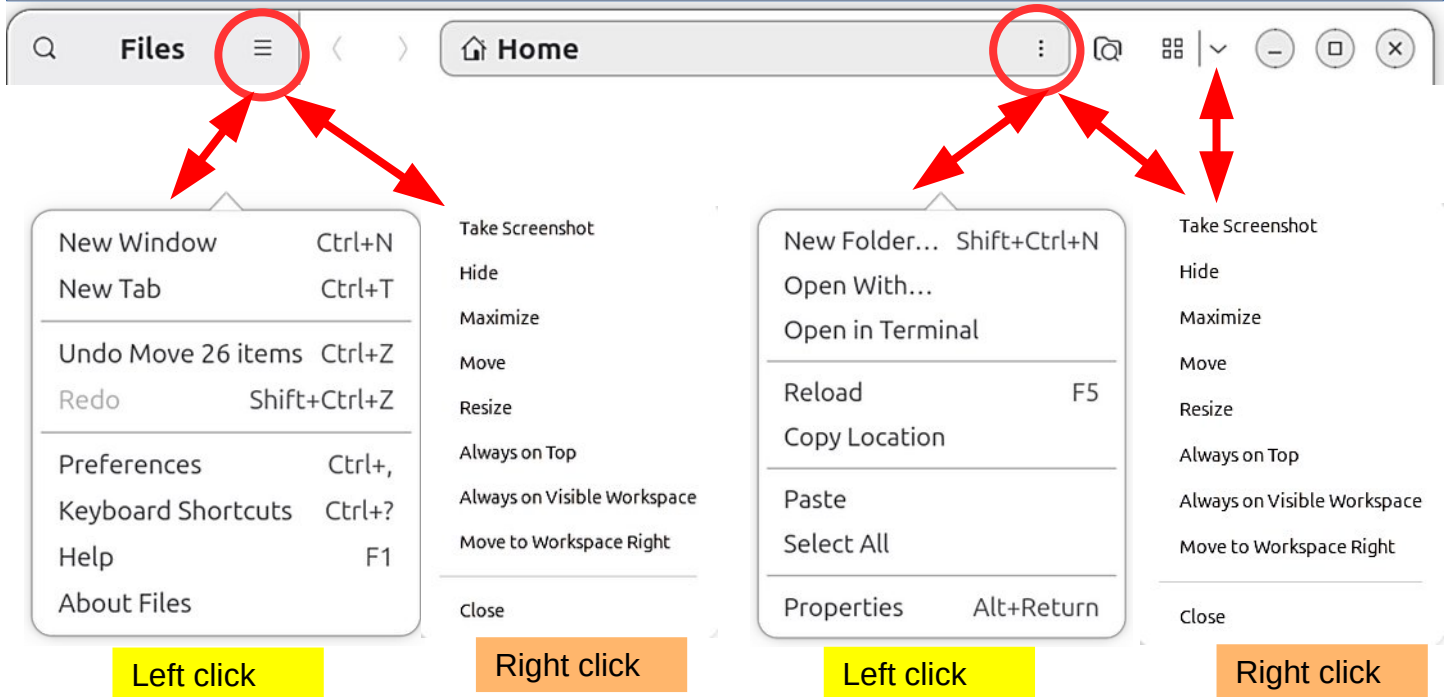 Files
Home
New Window Ctrl+N
New Tab Ctrl+T
Undo Move 26 items Ctrl+Z
Redo Shift+Ctrl+Z
Preferences Ctrl+,
Keyboard Shortcuts Ctrl+?
Help F1
About Files
Left click
Take Screenshot
Hide
Maximize
Move
Resize
Always on Top
Always on Visible Workspace
Move to Workspace Right
Close
Right click
New Folder... Shift+Ctrl+N
Open With...
Open in Terminal
Reload F5
Copy Location
Paste
Select All
Properties Alt+Return
Left click
Take Screenshot
Hide
Maximize
Move
Resize
Always on Top
Always on Visible Workspace
Move to Workspace Right
Close
Right click